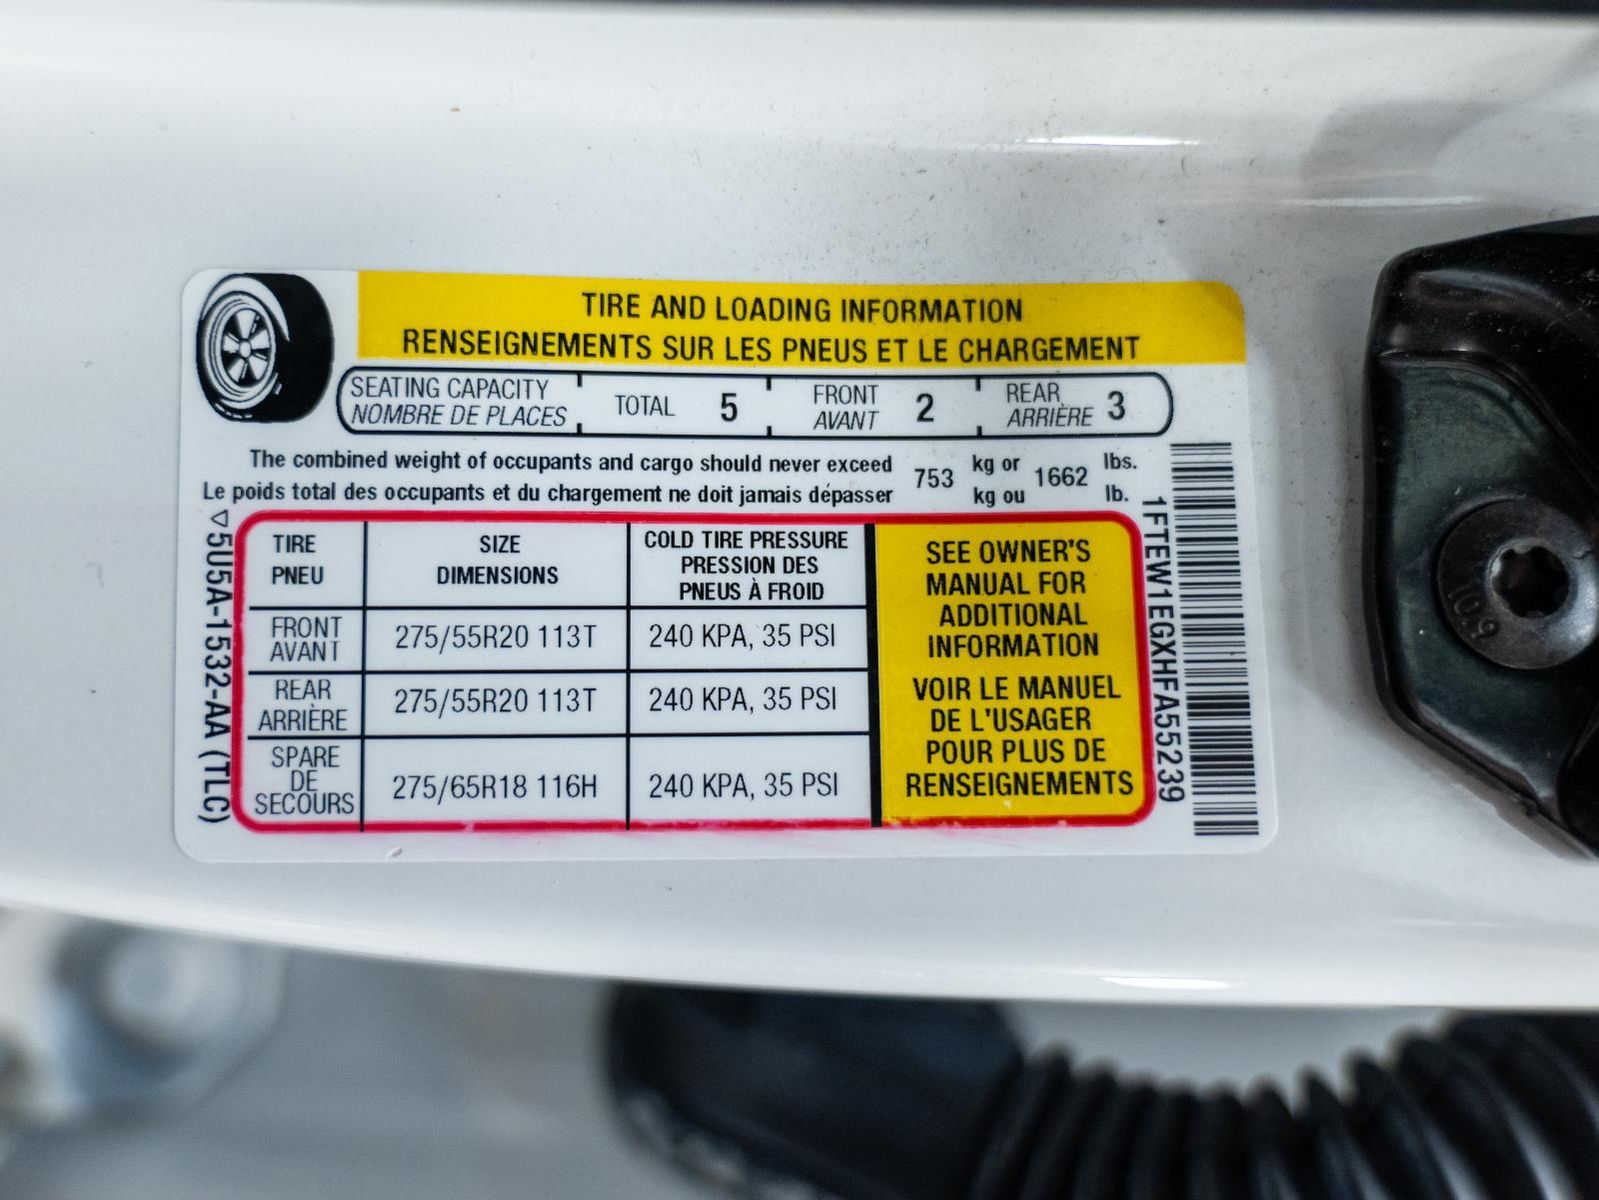 TIRE AND LOADING INFORMATION
RENSEIGNEMENTS SUR LES PNEUS ET LE CHARGEMENT
SEATING CAPACITY
NOMBRE DE PLACES
TOTAL 5
FRONT
AVANT
2
REAR
ARRIÈRE
3
The combined weight of occupants and cargo should never exceed 753 kg or 1662 lbs.
Le poids total des occupants et du chargement ne doit jamais dépasser kg ou lb.
TIRE
PNEU
SIZE
DIMENSIONS
COLD TIRE PRESSURE
PRESSION DES
PNEUS À FROID
FRONT
AVANT
275/55R20 113T
240 KPA, 35 PSI
REAR
ARRIÈRE
275/55R20 113T
240 KPA, 35 PSI
SPARE
DE
SECOURS
275/65R18 116H
240 KPA, 35 PSI
SEE OWNER'S
MANUAL FOR
ADDITIONAL
INFORMATION
VOIR LE MANUEL
DE L'USAGER
POUR PLUS DE
RENSEIGNEMENTS
5U5A-1532-AA (TLC)
1FTEW1EGXHFA55239
10.9